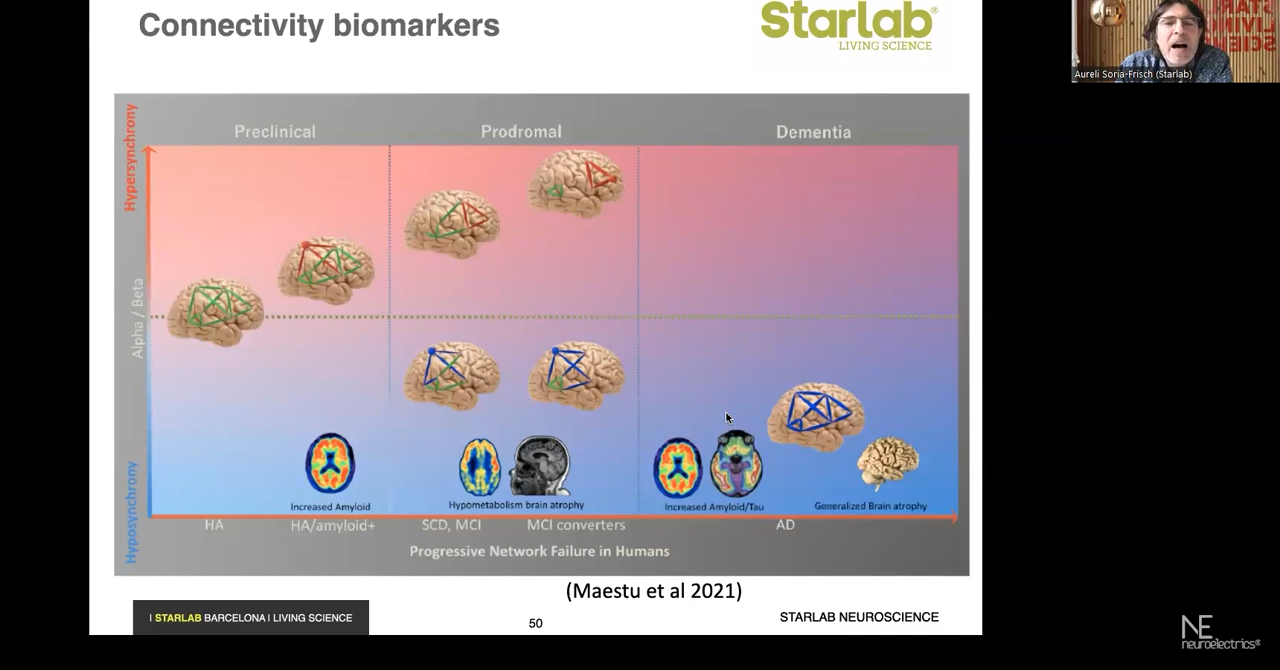 Connectivity biomarkers
Starlab®
LIVING SCIENCE
Aureli Soria-Frisch (Starlab)
Preclinical
Prodromal
Dementia
Hypersynchrony
Alpha / Beta
Hyposynchrony
Increased Amyloid
Hypometabolism brain atrophy
Increased Amyloid/Tau
Generalized Brain atrophy
HA
HA/amyloid+
SCD, MCI
MCI converters
AD
Progressive Network Failure in Humans
(Maestu et al 2021)
| STARLAB BARCELONA | LIVING SCIENCE
50
STARLAB NEUROSCIENCE
NE
neuroelectrics®